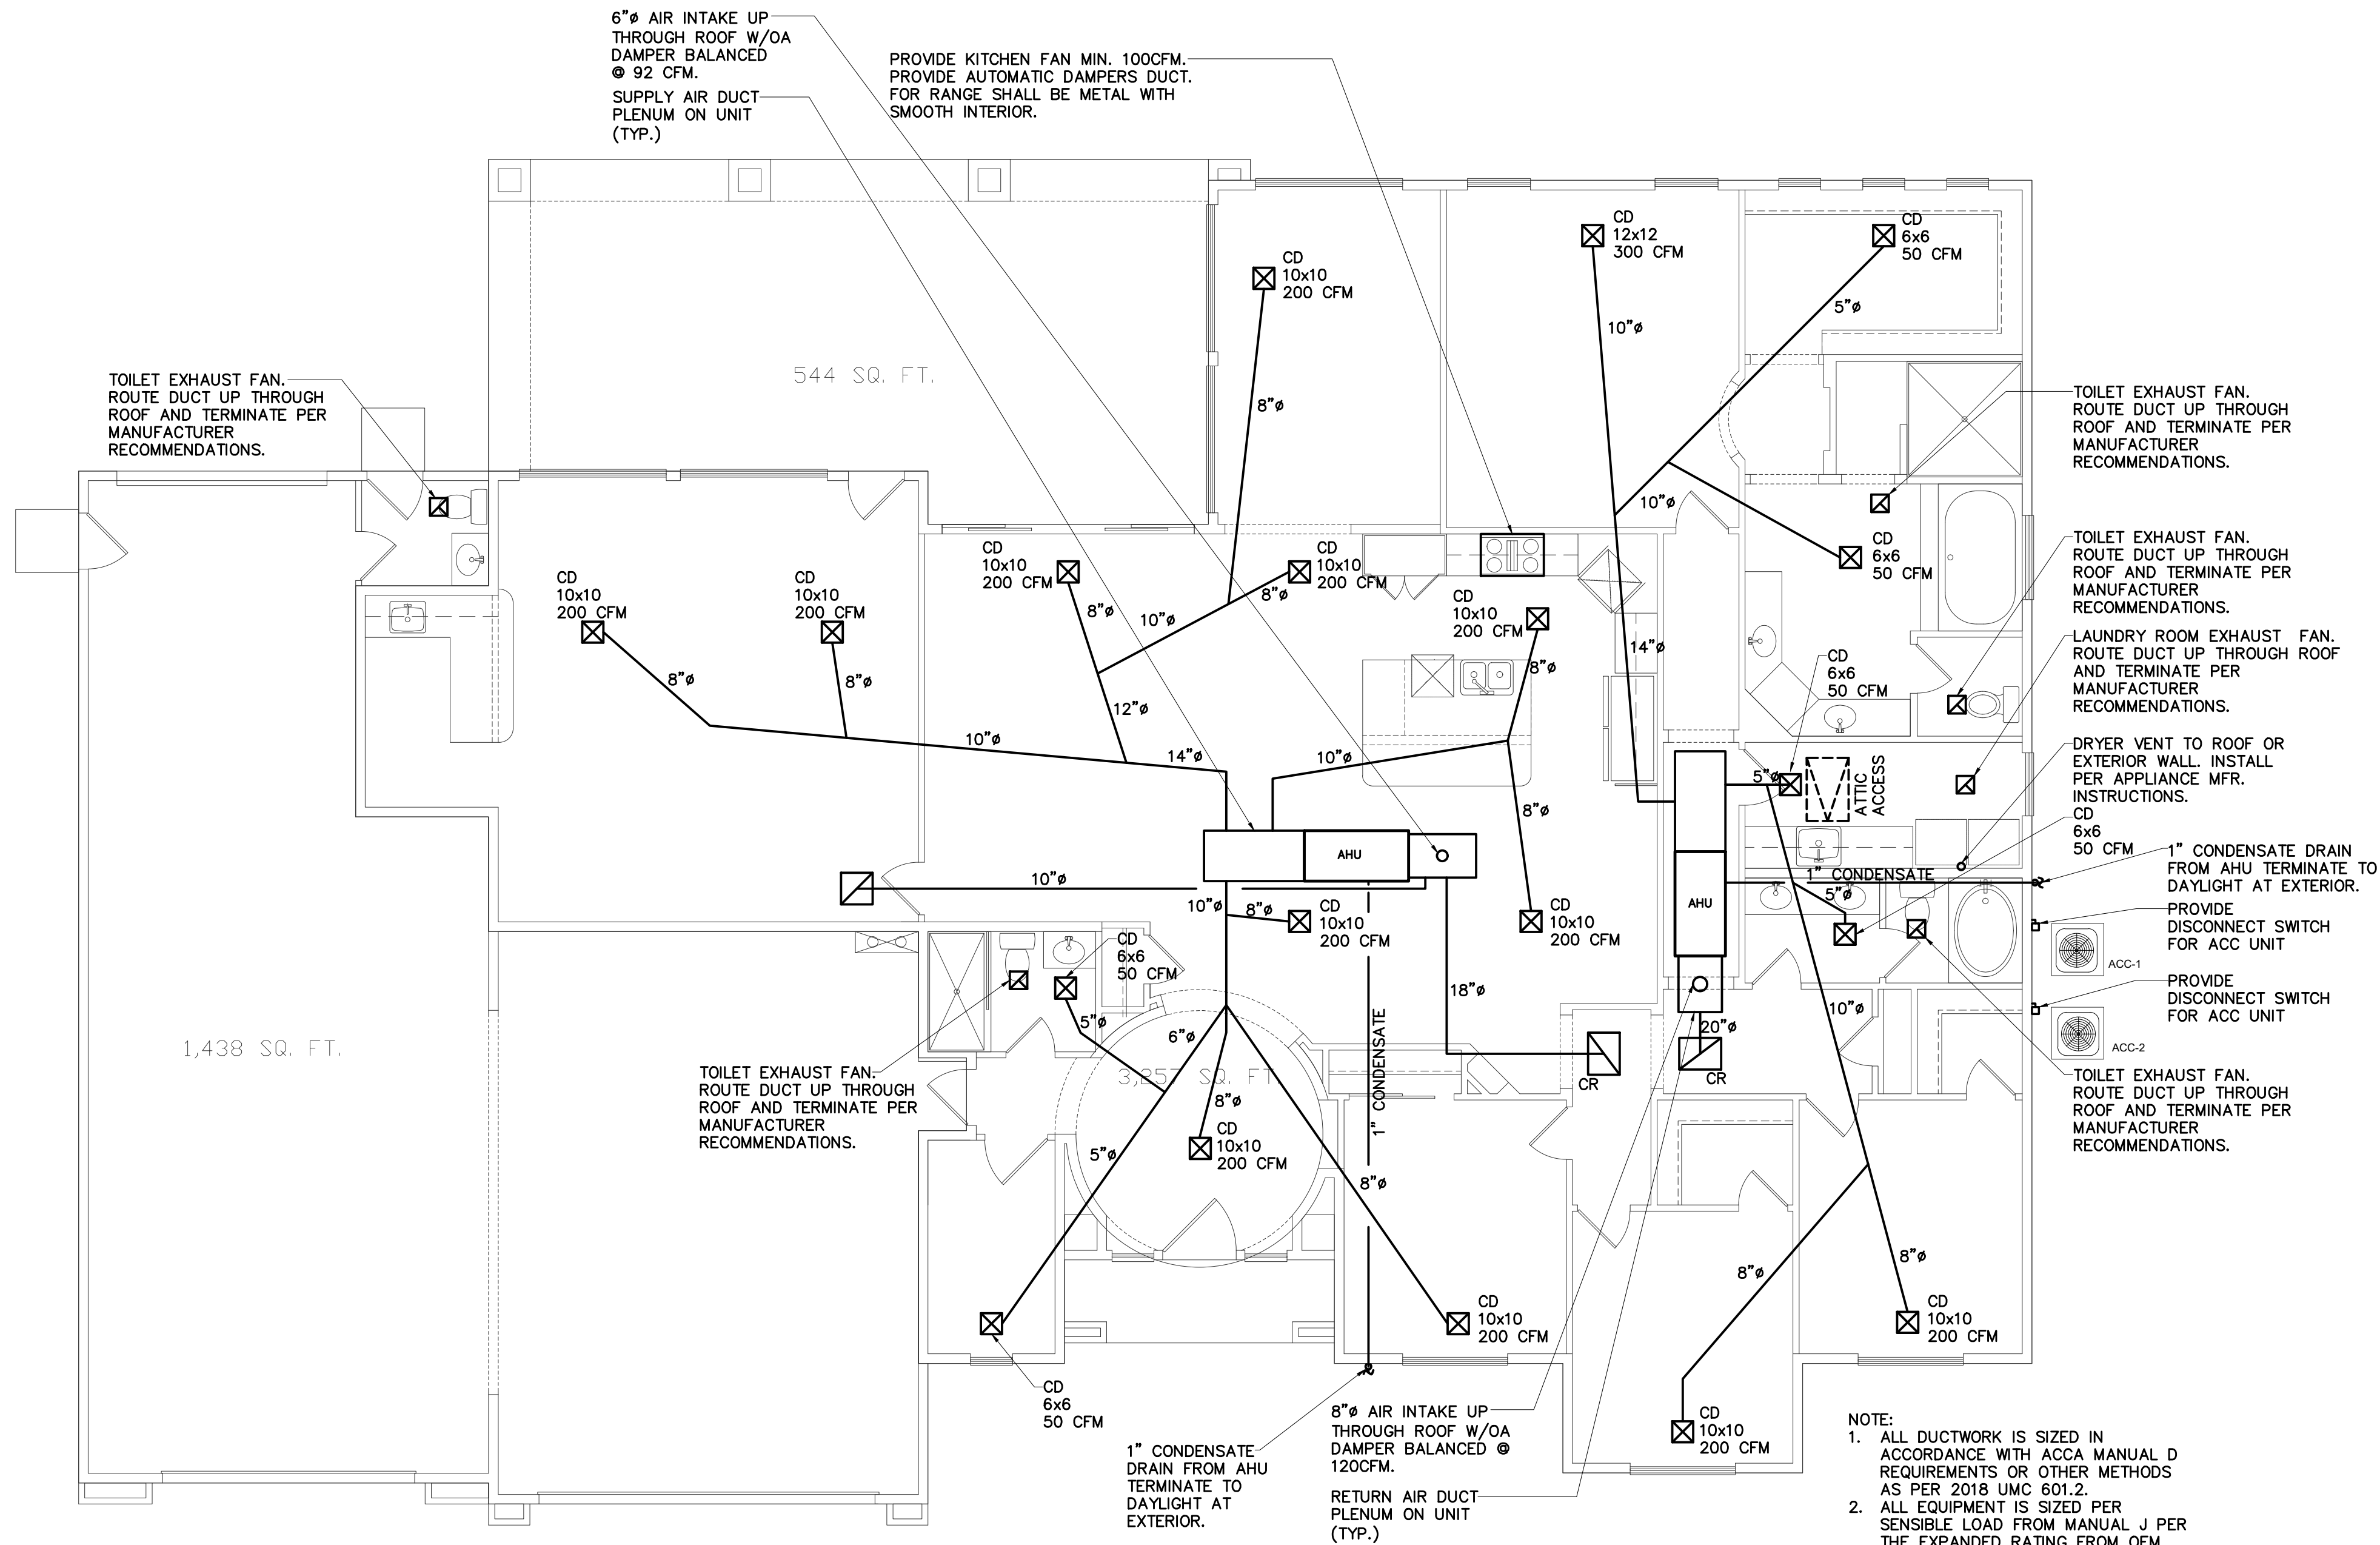 6"ø AIR INTAKE UP
THROUGH ROOF W/OA
DAMPER BALANCED
@ 92 CFM.
SUPPLY AIR DUCT
PLENUM ON UNIT
(TYP.)
PROVIDE KITCHEN FAN MIN. 100CFM.
PROVIDE AUTOMATIC DAMPERS DUCT.
FOR RANGE SHALL BE METAL WITH
SMOOTH INTERIOR.
CD
12x12
300 CFM
CD
6x6
50 CFM
CD
10x10
200 CFM
5"ø
10"ø
8"ø
544 SQ. FT.
TOILET EXHAUST FAN.
ROUTE DUCT UP THROUGH
ROOF AND TERMINATE PER
MANUFACTURER
RECOMMENDATIONS.
TOILET EXHAUST FAN.
ROUTE DUCT UP THROUGH
ROOF AND TERMINATE PER
MANUFACTURER
RECOMMENDATIONS.
10"ø
CD
6x6
50 CFM
TOILET EXHAUST FAN.
ROUTE DUCT UP THROUGH
ROOF AND TERMINATE PER
MANUFACTURER
RECOMMENDATIONS.
CD
10x10
200 CFM
CD
10x10
200 CFM
CD
10x10
200 CFM
CD
10x10
200 CFM
CD
10x10
200 CFM
8"ø
10"ø
8"ø
8"ø
14"ø
LAUNDRY ROOM EXHAUST FAN.
ROUTE DUCT UP THROUGH ROOF
AND TERMINATE PER
MANUFACTURER
RECOMMENDATIONS.
CD
6x6
50 CFM
8"ø
8"ø
12"ø
10"ø
14"ø
10"ø
5"ø
ATTIC
ACCESS
DRYER VENT TO ROOF OR
EXTERIOR WALL. INSTALL
PER APPLIANCE MFR.
INSTRUCTIONS.
CD
6x6
50 CFM
8"ø
AHU
1" CONDENSATE DRAIN
FROM AHU TERMINATE TO
DAYLIGHT AT EXTERIOR.
10"ø
1" CONDENSATE
5"ø
AHU
10"ø
8"ø
CD
10x10
200 CFM
CD
10x10
200 CFM
PROVIDE
DISCONNECT SWITCH
FOR ACC UNIT
ACC-1
CD
6x6
50 CFM
PROVIDE
DISCONNECT SWITCH
FOR ACC UNIT
ACC-2
18"ø
5"ø
6"ø
1" CONDENSATE
20"ø
10"ø
1,438 SQ. FT.
3,257 SQ. FT.
CR
CR
TOILET EXHAUST FAN.
ROUTE DUCT UP THROUGH
ROOF AND TERMINATE PER
MANUFACTURER
RECOMMENDATIONS.
TOILET EXHAUST FAN.
ROUTE DUCT UP THROUGH
ROOF AND TERMINATE PER
MANUFACTURER
RECOMMENDATIONS.
8"ø
CD
10x10
200 CFM
5"ø
8"ø
8"ø
8"ø
CD
10x10
200 CFM
CD
10x10
200 CFM
CD
6x6
50 CFM
CD
10x10
200 CFM
1" CONDENSATE
DRAIN FROM AHU
TERMINATE TO
DAYLIGHT AT
EXTERIOR.
8"ø AIR INTAKE UP
THROUGH ROOF W/OA
DAMPER BALANCED @
120CFM.
RETURN AIR DUCT
PLENUM ON UNIT
(TYP.)
NOTE:
1. ALL DUCTWORK IS SIZED IN
ACCORDANCE WITH ACCA MANUAL D
REQUIREMENTS OR OTHER METHODS
AS PER 2018 UMC 601.2.
2. ALL EQUIPMENT IS SIZED PER
SENSIBLE LOAD FROM MANUAL J PER
THE EXPANDED RATING FROM OEM